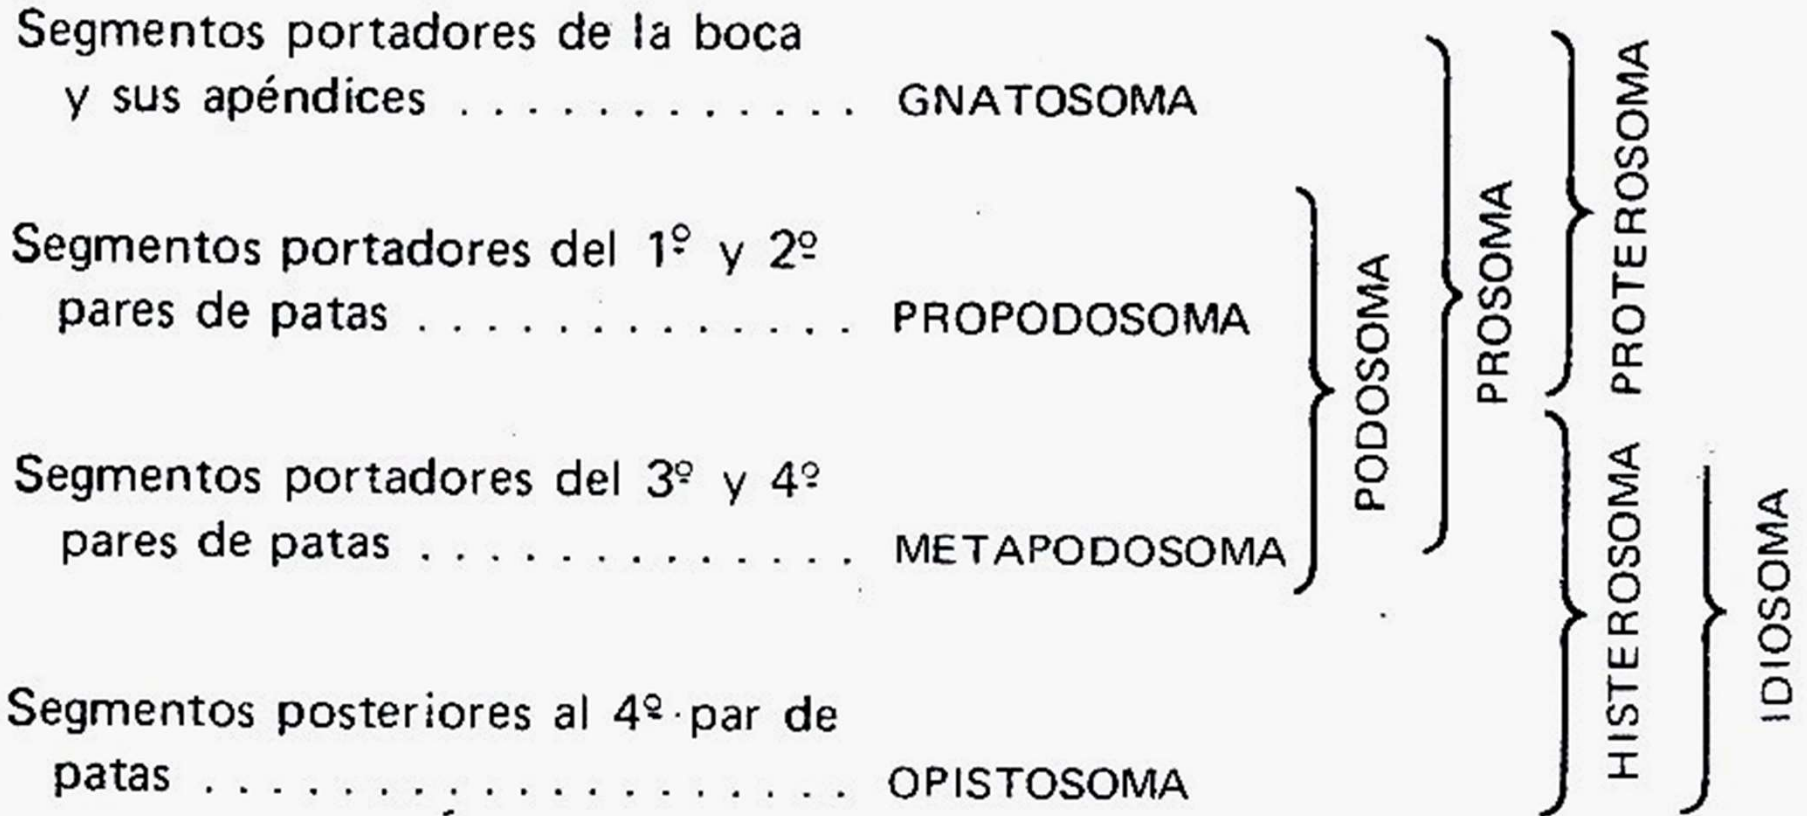 Segmentos portadores de la boca
y sus apéndices . . . . . . . . . . . . GNATOSOMA
Segmentos portadores del 1º y 2º
pares de patas . . . . . . . . . . . . . PROPODOSOMA
Segmentos portadores del 3º y 4º
pares de patas . . . . . . . . . . . . . METAPODOSOMA
Segmentos posteriores al 4º par de
patas . . . . . . . . . . . . . . . . . . OPISTOSOMA
PODOSOMA
PROSOMA
PROTEROSOMA
HISTEROSOMA
IDIOSOMA